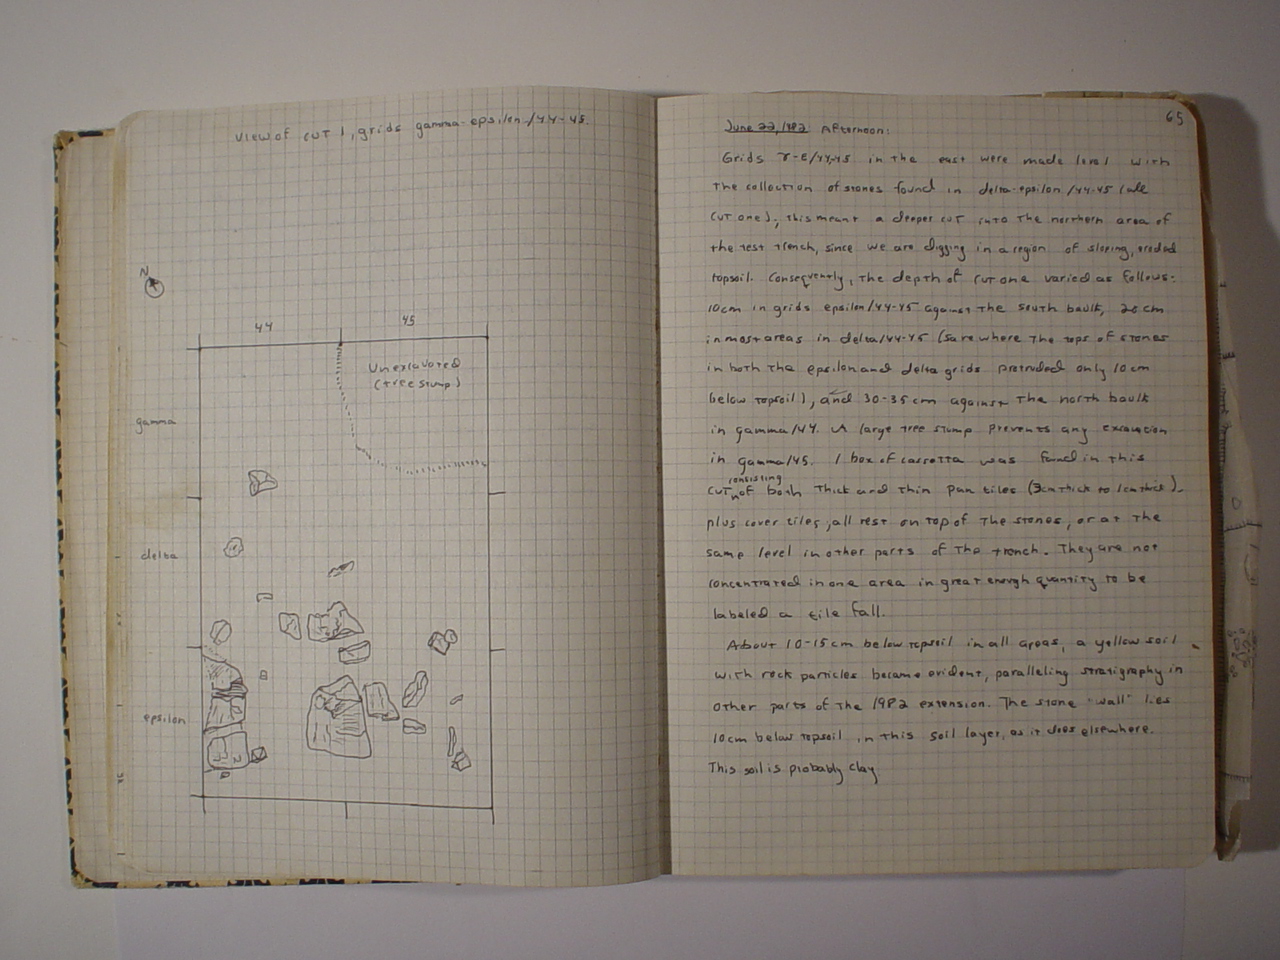 View of cut 1, grids gamma-epsilon/44-45.
N
44 45
Unexcavated
(tree stump)
gamma
delta
epsilon
65
June 22, 1982 Afternoon:
Grids γ-ε/44-45 in the east were made level with
the collection of stones found in delta-epsilon/44-45 (all
cut one); this meant a deeper cut into the northern area of
the test trench, since we are digging in a region of sloping, eroded
topsoil. Consequently, the depth of cut one varied as follows:
10cm in grids epsilon/44-45 against the south baulk, 20 cm
in most areas in delta/44-45 (save where the tops of stones
in both the epsilon and delta grids protruded only 10 cm
below topsoil), and 30-35 cm against the north baulk
in gamma/44. A large tree stump prevents any excavation
in gamma/45. 1 box of was found in this
cut consisting of both thick and thin pan tiles (3cm thick to 1cm thick)
plus cover tiles, all rest on top of the stones, or at the
same level in other parts of the trench. They are not
concentrated in one area in great enough quantity to be
labeled a tile fall.
About 10-15 cm below topsoil in all areas, a yellow soil
with rock particles became evident, paralleling stratigraphy in
other parts of the 1982 extension. The stone "wall" lies
10cm below topsoil in this soil layer, as it does elsewhere.
This soil is probably clay